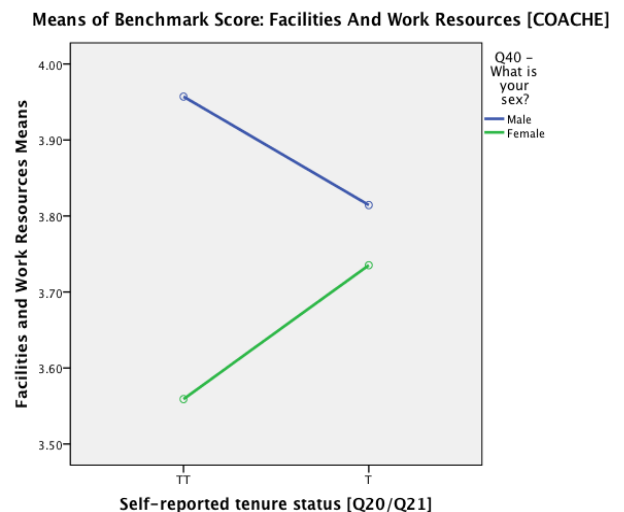 Means of Benchmark Score: Facilities And Work Resources [COACHE]
Q40 -
What is
your
sex?
Male
Female
Facilities and Work Resources Means
4.00
3.90
3.80
3.70
3.60
3.50
TT
T
Self-reported tenure status [Q20/Q21]